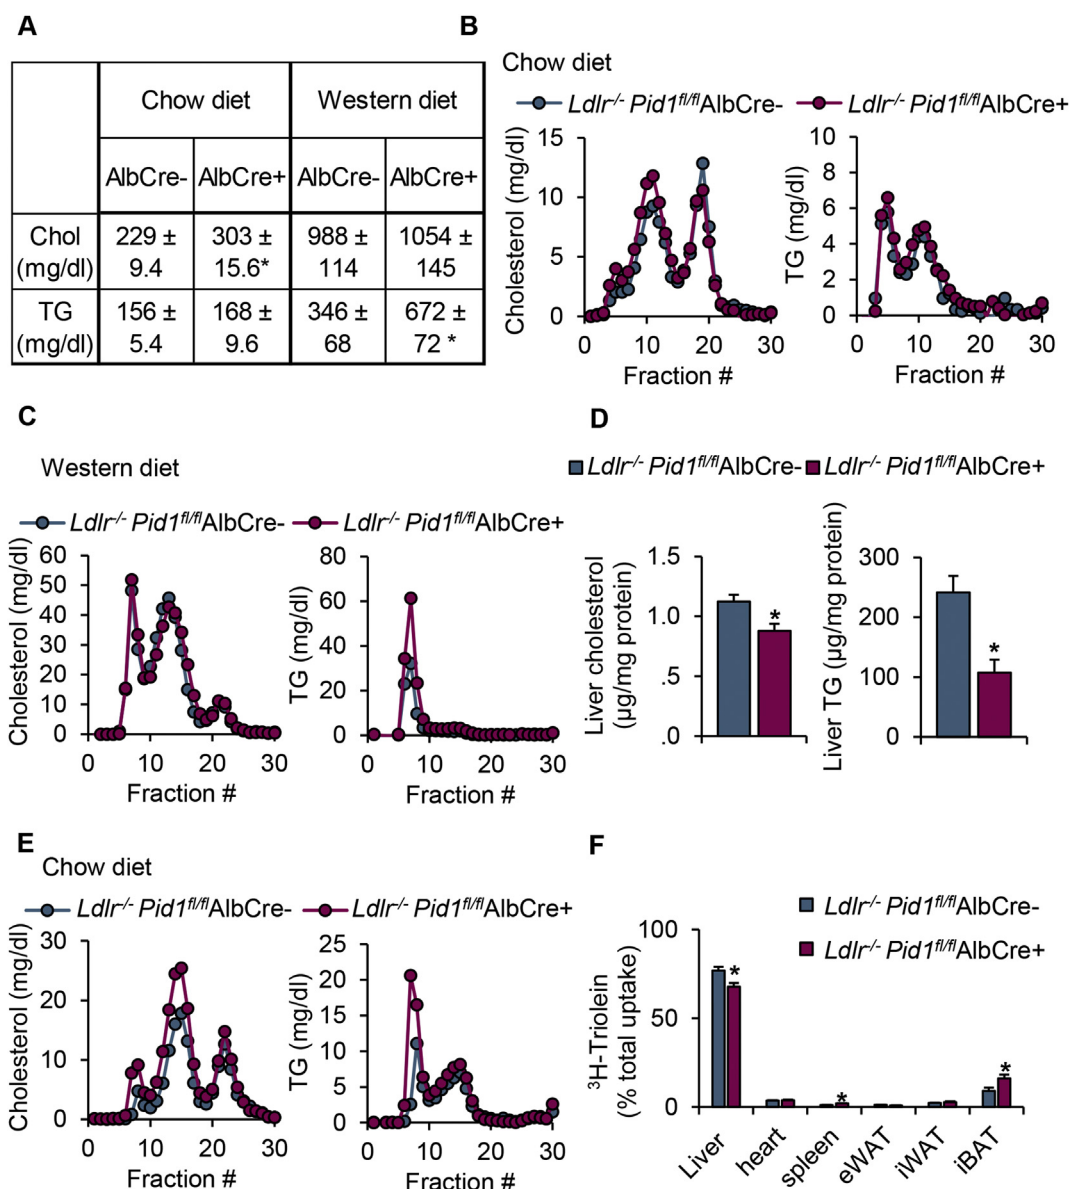 A
Chow diet Western diet
AlbCre- AlbCre+ AlbCre- AlbCre+
Chol (mg/dl) 229 ± 9.4 303 ± 15.6* 988 ± 114 1054 ± 145
TG (mg/dl) 156 ± 5.4 168 ± 9.6 346 ± 68 672 ± 72 *
B
Chow diet
Ldlr-/- Pid1fl/flAlbCre- Ldlr-/- Pid1fl/flAlbCre+
Cholesterol (mg/dl)
15
10
5
0
0 10 20 30
Fraction #
TG (mg/dl)
10
8
6
4
2
0
0 10 20 30
Fraction #
C
Western diet
Ldlr-/- Pid1fl/flAlbCre- Ldlr-/- Pid1fl/flAlbCre+
Cholesterol (mg/dl)
60
50
40
30
20
10
0
0 10 20 30
Fraction #
TG (mg/dl)
80
60
40
20
0
0 10 20 30
Fraction #
D
Ldlr-/- Pid1fl/flAlbCre- Ldlr-/- Pid1fl/flAlbCre+
Liver cholesterol
(µg/mg protein)
1.5
1.0
.5
.0
*
Liver TG (µg/mg protein)
300
200
100
0
*
E
Chow diet
Ldlr-/- Pid1fl/flAlbCre- Ldlr-/- Pid1fl/flAlbCre+
Cholesterol (mg/dl)
30
20
10
0
0 10 20 30
Fraction #
TG (mg/dl)
25
20
15
10
5
0
0 10 20 30
Fraction #
F
Ldlr-/- Pid1fl/flAlbCre-
Ldlr-/- Pid1fl/flAlbCre+
3H-Triolein
(% total uptake)
100
50
0
* * *
Liver heart spleen eWAT iWAT iBAT